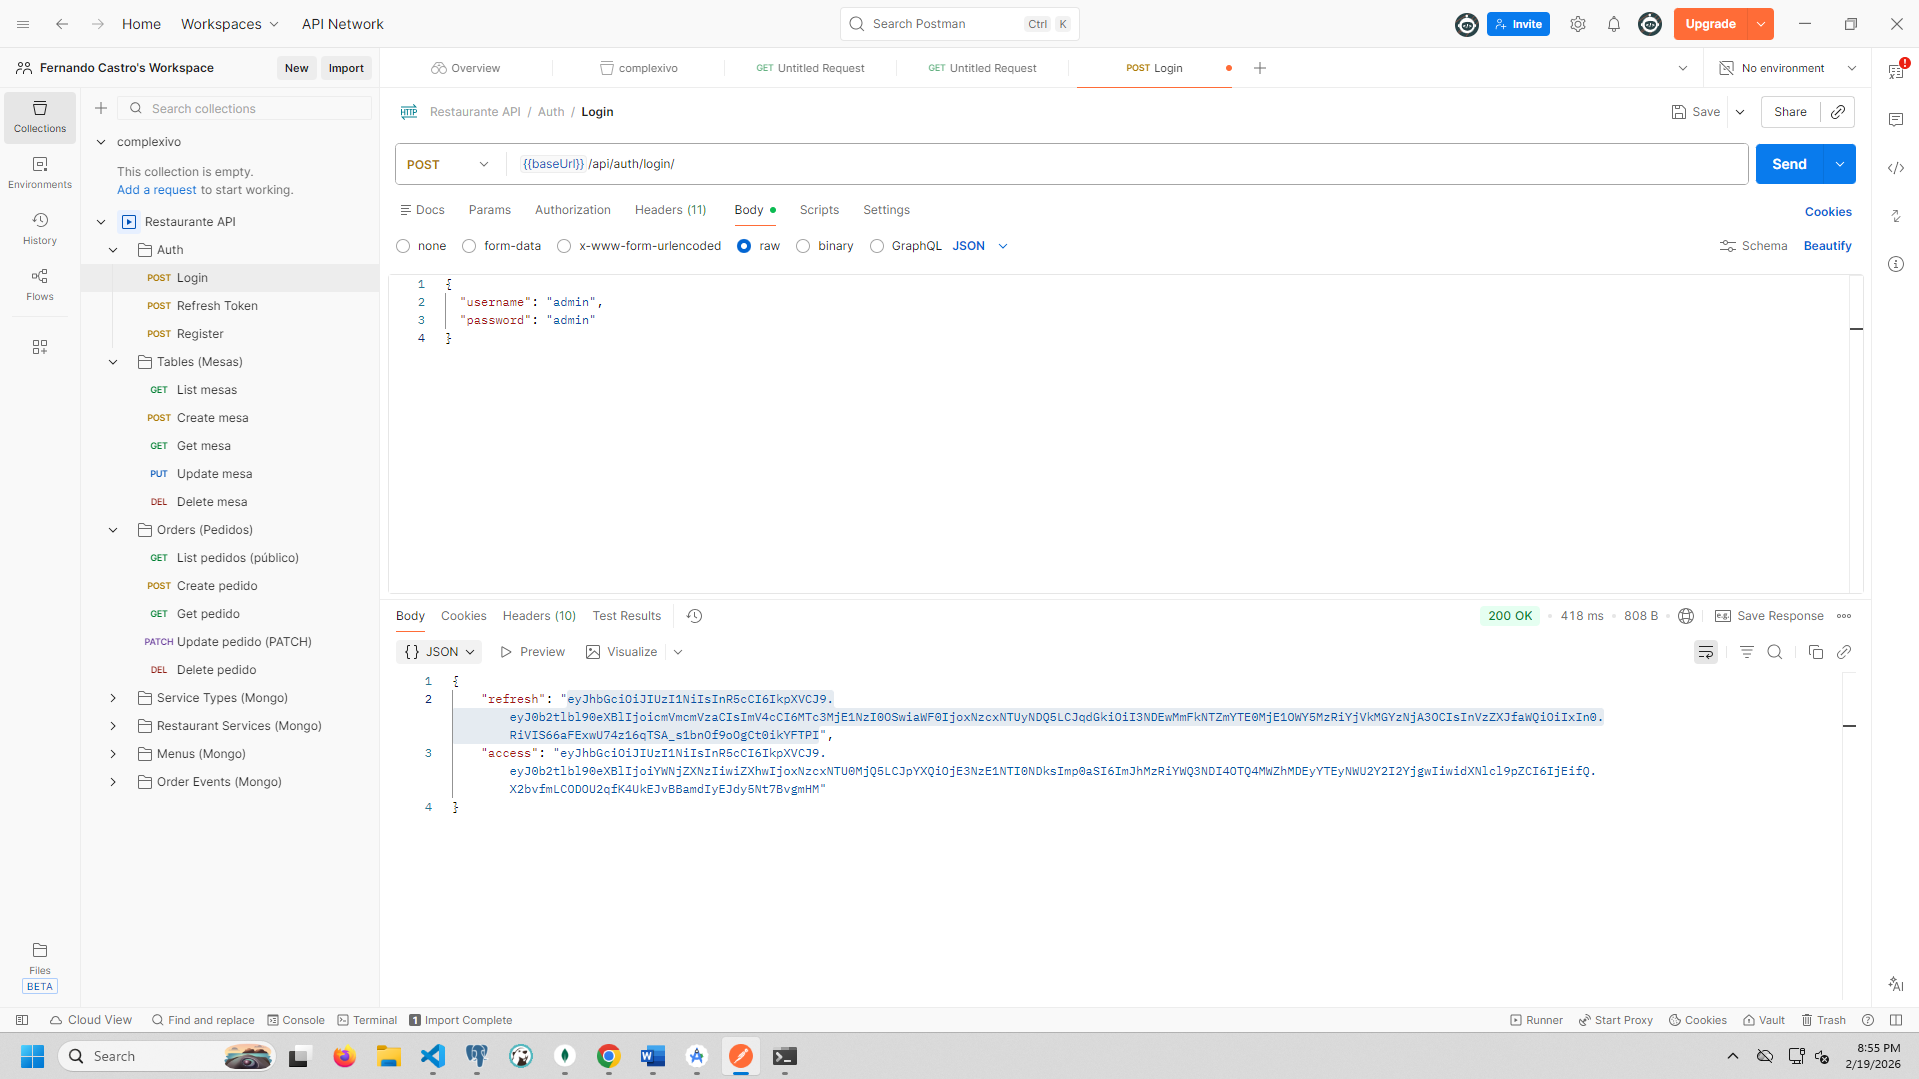 Home
Workspaces
API Network
Search Postman
Ctrl
K
Invite
Upgrade
Fernando Castro's Workspace
New
Import
Overview
complexivo
GET Untitled Request
GET Untitled Request
POST Login
No environment
Collections
Environments
History
Flows
Files
BETA
Search collections
complexivo
This collection is empty.
Add a request to start working.
Restaurante API
Auth
POST Login
POST Refresh Token
POST Register
Tables (Mesas)
GET List mesas
POST Create mesa
GET Get mesa
PUT Update mesa
DEL Delete mesa
Orders (Pedidos)
GET List pedidos (público)
POST Create pedido
GET Get pedido
PATCH Update pedido (PATCH)
DEL Delete pedido
Service Types (Mongo)
Restaurant Services (Mongo)
Menus (Mongo)
Order Events (Mongo)
HTTP
Restaurante API / Auth / Login
Save
Share
POST
{{baseUrl}} /api/auth/login/
Send
Docs
Params
Authorization
Headers (11)
Body
Scripts
Settings
Cookies
none
form-data
x-www-form-urlencoded
raw
binary
GraphQL
JSON
Schema
Beautify
1 {
2 "username": "admin",
3 "password": "admin"
4 }
Body
Cookies
Headers (10)
Test Results
200 OK
418 ms
808 B
e.g.
Save Response
{} JSON
Preview
Visualize
1 {
2 "refresh": "eyJhbGciOiJIUzI1NiIsInR5cCI6IkpXVCJ9.
3 "access": "eyJhbGciOiJIUzI1NiIsInR5cCI6IkpXVCJ9.
4 }
Cloud View
Find and replace
Console
Terminal
1 Import Complete
Runner
Start Proxy
Cookies
Vault
Trash
Search
8:55 PM
2/19/2026